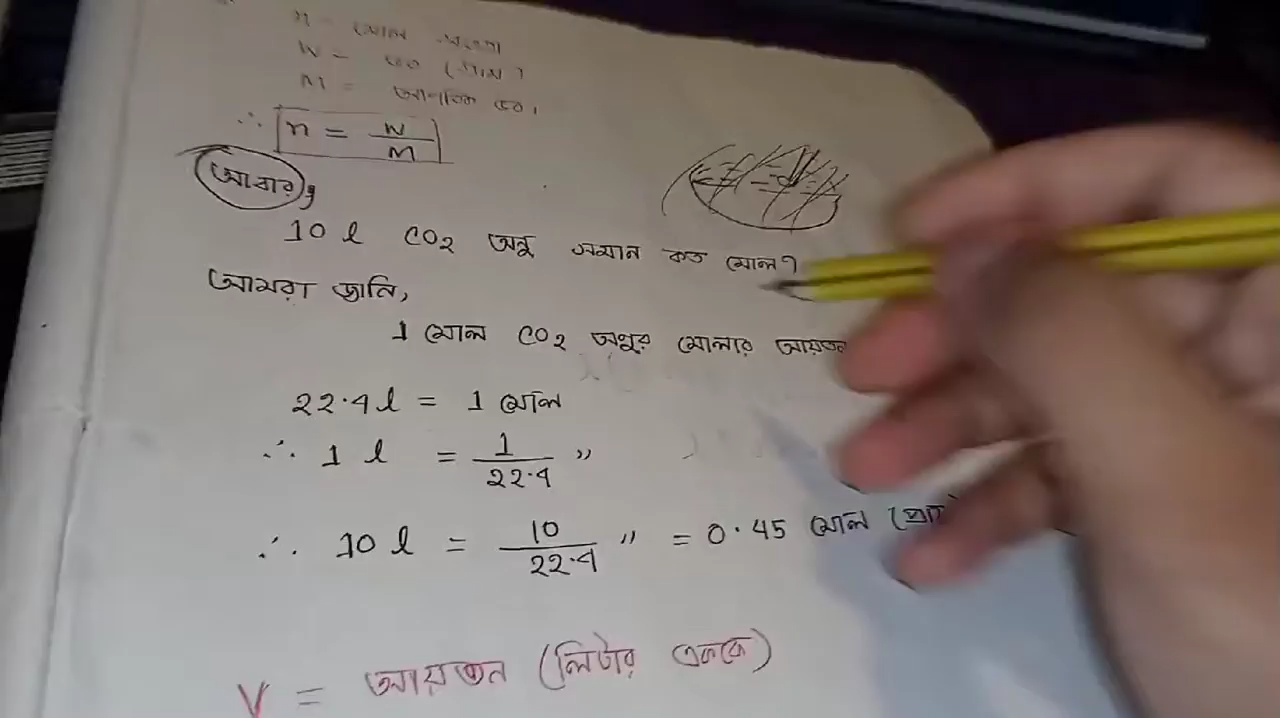 n = মোল সংখ্যা
W = ভর (গ্রাম)
M = আণবিক ভর।
∴ n = W/M
আবার,
10 l CO₂ অনু সমান কত মোল?
আমরা জানি,
1 মোল CO₂ অণুর মোলার আয়তন
22.4 l = 1 মোল
∴ 1 l = 1/22.4 "
∴ 10 l = 10/22.4 " = 0.45 মোল
V = আয়তন (লিটার এককে)